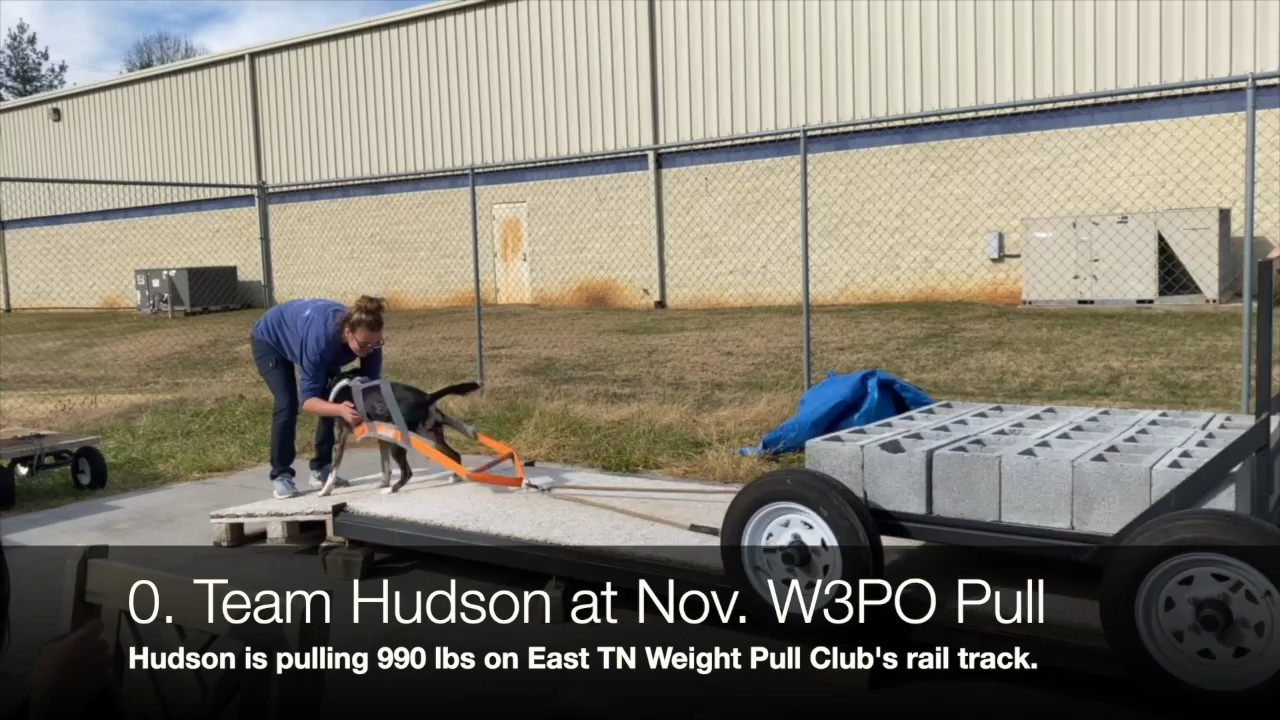 0. Team Hudson at Nov. W3PO Pull
Hudson is pulling 990 lbs on East TN Weight Pull Club's rail track.